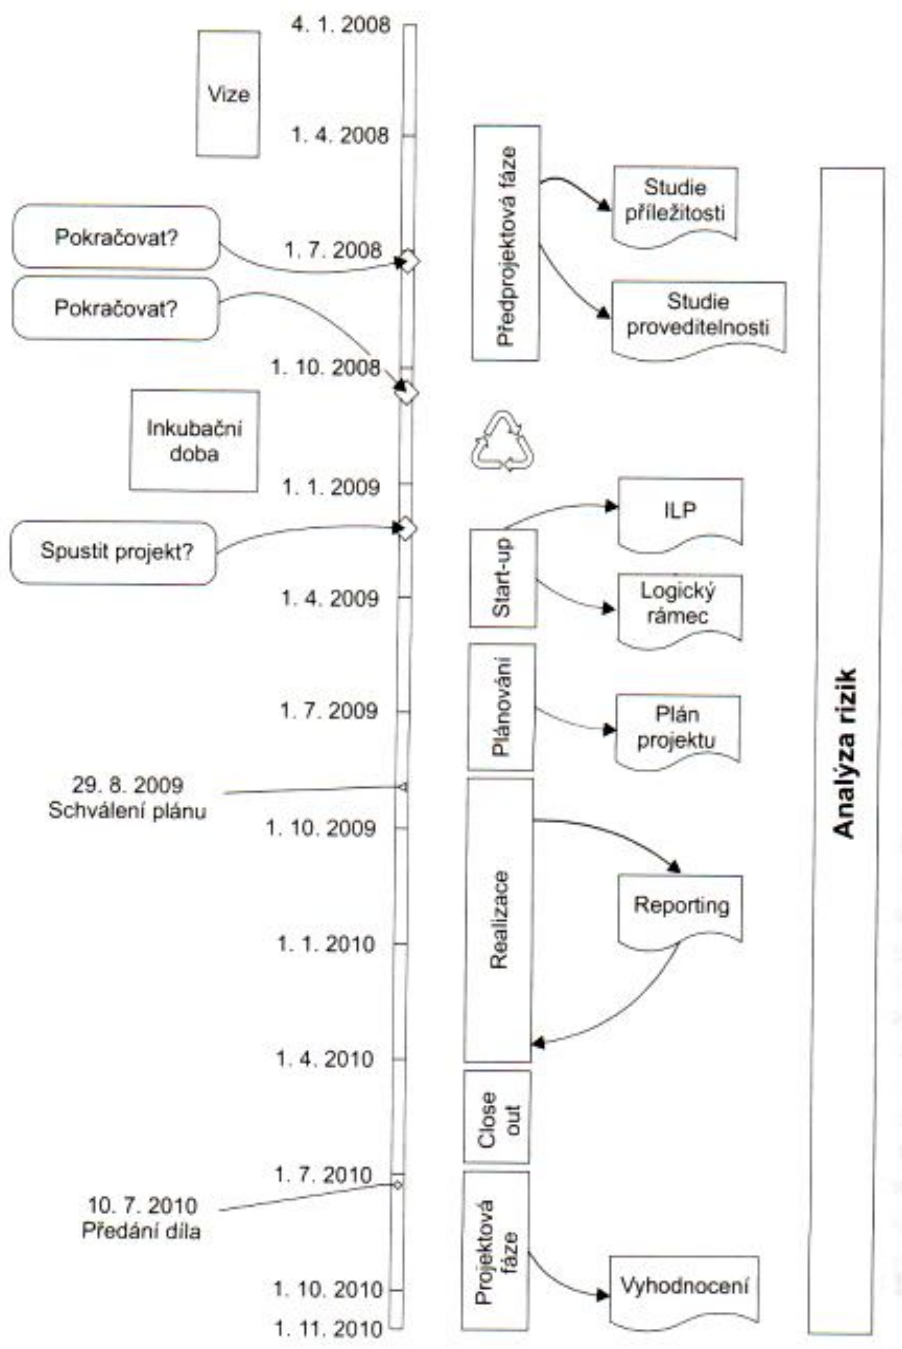 4. 1. 2008
Vize
1. 4. 2008
Předprojektová fáze
Studie
příležitosti
Pokračovat?
1. 7. 2008
Pokračovat?
Studie
proveditelnosti
1. 10. 2008
Inkubační
doba
1. 1. 2009
ILP
Spustit projekt?
Start-up
1. 4. 2009
Logický
rámec
Plánování
1. 7. 2009
Plán
projektu
Analýza rizik
29. 8. 2009
Schválení plánu
1. 10. 2009
Realizace
Reporting
1. 1. 2010
1. 4. 2010
Close
out
1. 7. 2010
10. 7. 2010
Předání díla
Projektová
fáze
1. 10. 2010
Vyhodnocení
1. 11. 2010